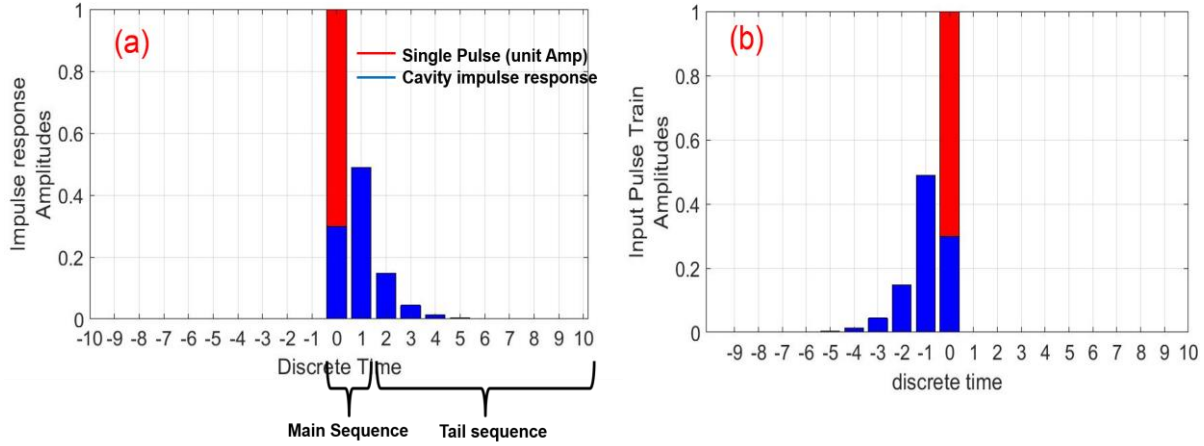 (a)
Single Pulse (unit Amp)
Cavity impulse response
Impulse response
Amplitudes
1
0.8
0.6
0.4
0.2
0
-10 -9 -8 -7 -6 -5 -4 -3 -2 -1 0 1 2 3 4 5 6 7 8 9 10
Discrete Time
Main Sequence
Tail sequence
(b)
Input Pulse Train
Amplitudes
1
0.8
0.6
0.4
0.2
0
-9 -8 -7 -6 -5 -4 -3 -2 -1 0 1 2 3 4 5 6 7 8 9 10
discrete time